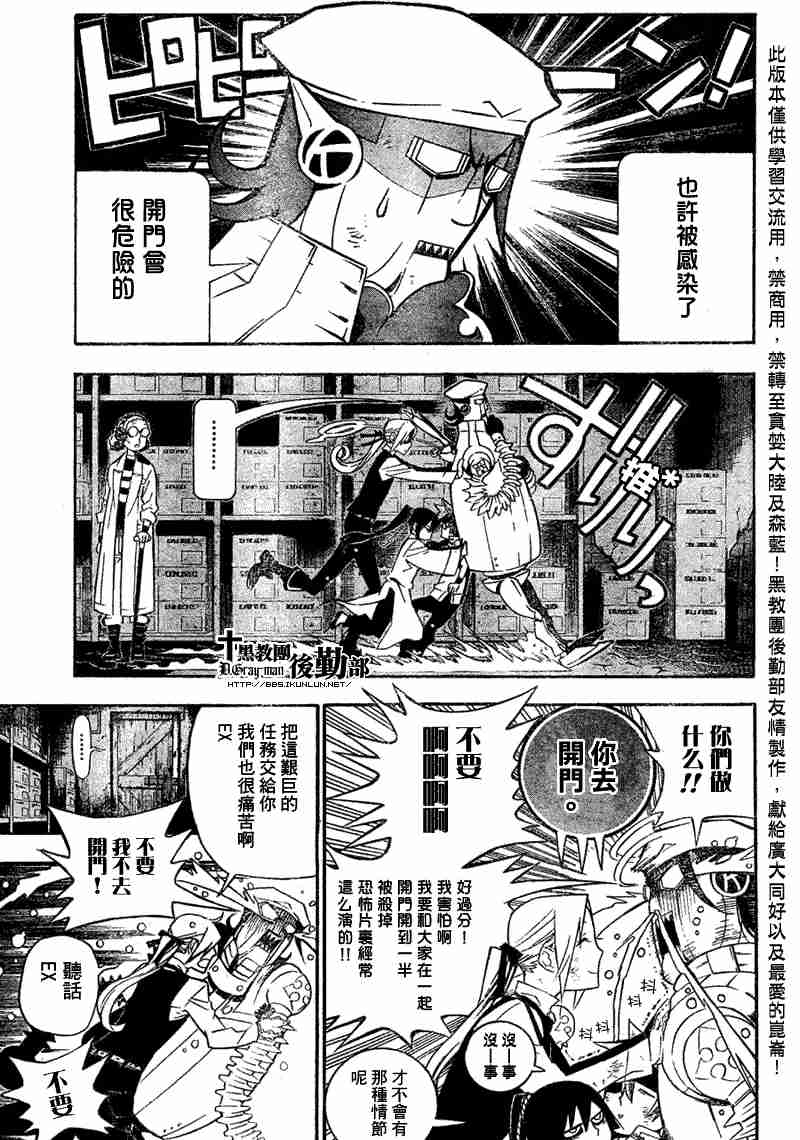 ピロピロ
ーン!
也許被感染了
開門會
很危險的
此版本僅供學習交流用，禁商用，禁轉至貪婪大陸及森藍！黑教團後勤部友情製作，獻給廣大同好以及最愛的崑崙！
ずりりりっ
推*
………
黑教團
D.Gray-man
後勤部
HTTP://BBS.IKUNLUN.NET/
你們做
什么!!
你去
開門。
不要
啊啊啊啊
好過分！
我害怕啊
我要和大家在一起
開門開到一半
被殺掉
恐怖片裏經常
這么演的!!
抖
抖
抖
抖
沒事
沒事
才不會有
那種情節
呢
把這艱巨的
任務交給你
我們也很痛苦啊
EX
……
不要
我不去
開門！
聽話
EX
不要